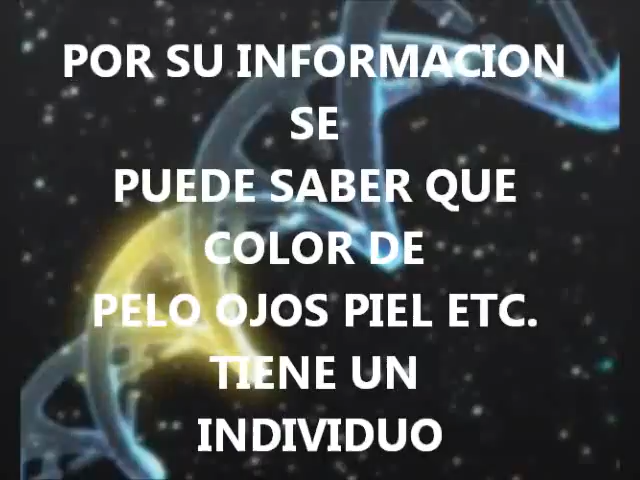 POR SU INFORMACION
SE
PUEDE SABER QUE
COLOR DE
PELO OJOS PIEL ETC.
TIENE UN
INDIVIDUO